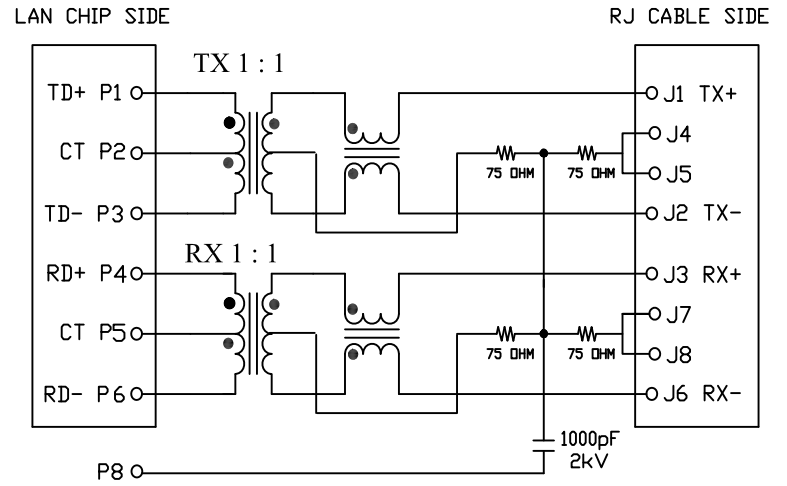 LAN CHIP SIDE
RJ CABLE SIDE
TX 1 : 1
TD+ P1
J1 TX+
J4
CT P2
75 OHM
75 OHM
J5
TD- P3
J2 TX-
RX 1 : 1
RD+ P4
J3 RX+
J7
CT P5
75 OHM
75 OHM
J8
RD- P6
J6 RX-
1000pF
2kV
P8